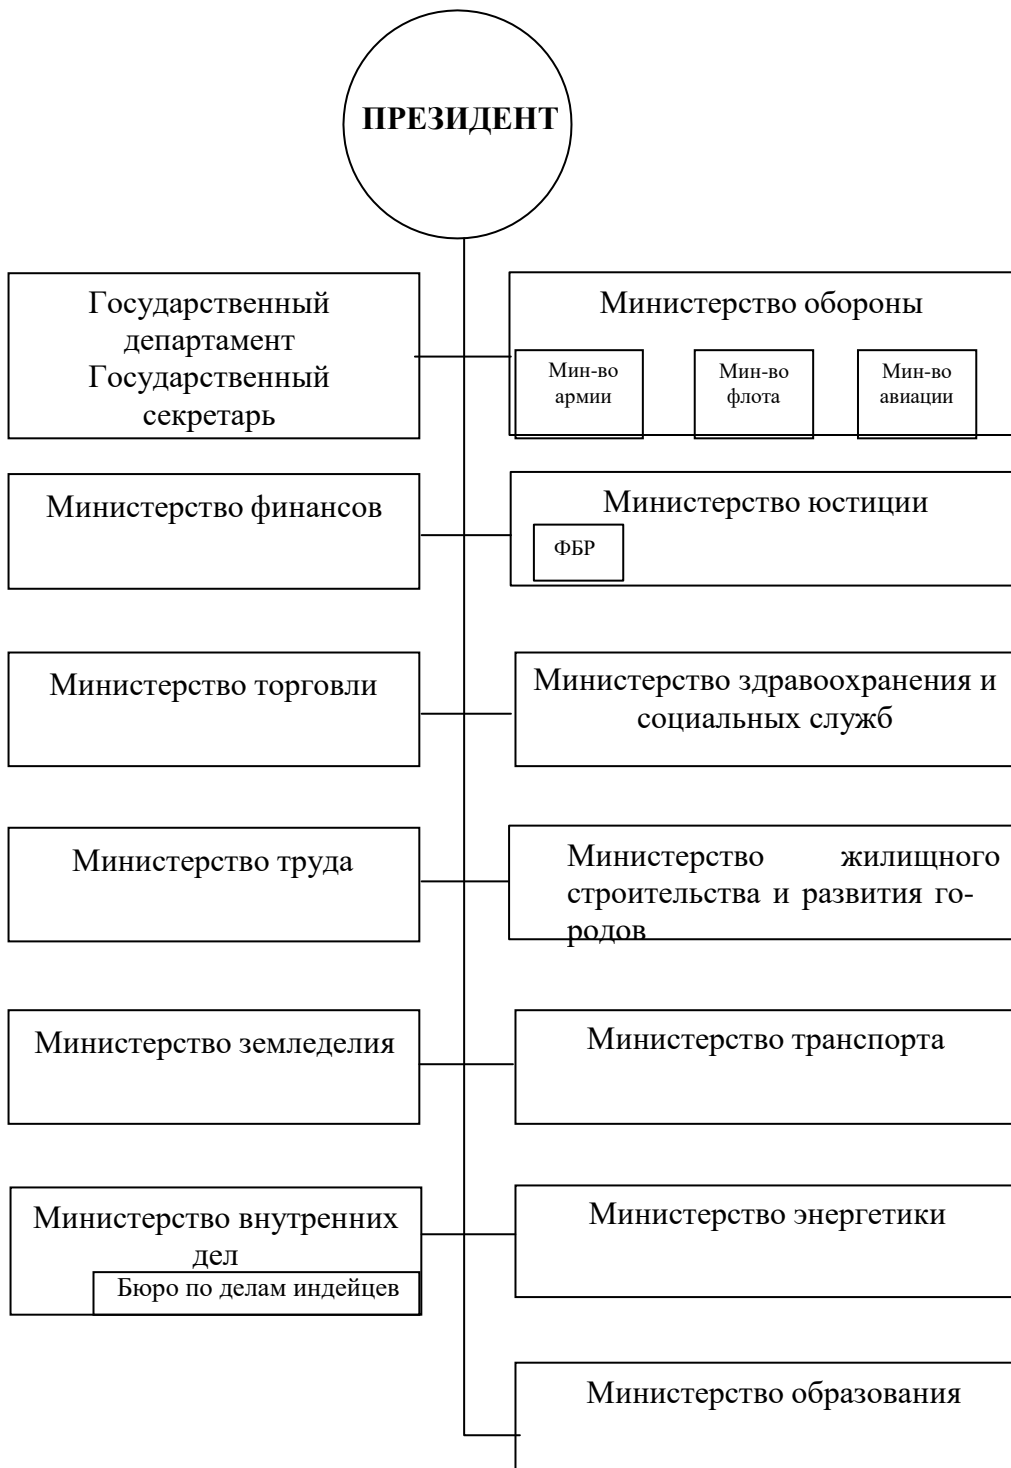 ПРЕЗИДЕНТ
Государственный
департамент
Государственный
секретарь
Министерство обороны
Мин-во
армии
Мин-во
флота
Мин-во
авиации
Министерство финансов
Министерство юстиции
ФБР
Министерство торговли
Министерство здравоохранения и
социальных служб
Министерство труда
Министерство жилищного
строительства и развития го-
родов
Министерство земледелия
Министерство транспорта
Министерство внутренних
дел
Бюро по делам индейцев
Министерство энергетики
Министерство образования